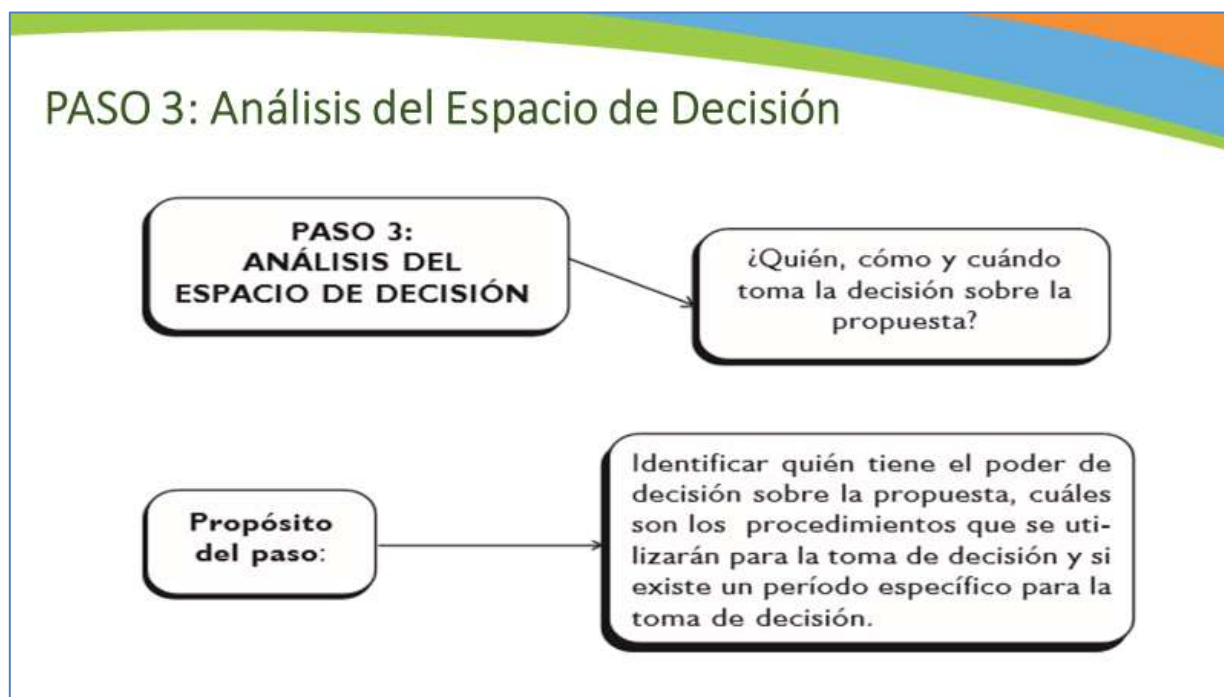 PASO 3: Análisis del Espacio de Decisión
PASO 3:
ANÁLISIS DEL
ESPACIO DE DECISIÓN
¿Quién, cómo y cuándo
toma la decisión sobre la
propuesta?
Propósito
del paso:
Identificar quién tiene el poder de
decisión sobre la propuesta, cuáles
son los procedimientos que se uti-
lizarán para la toma de decisión y si
existe un período específico para la
toma de decisión.